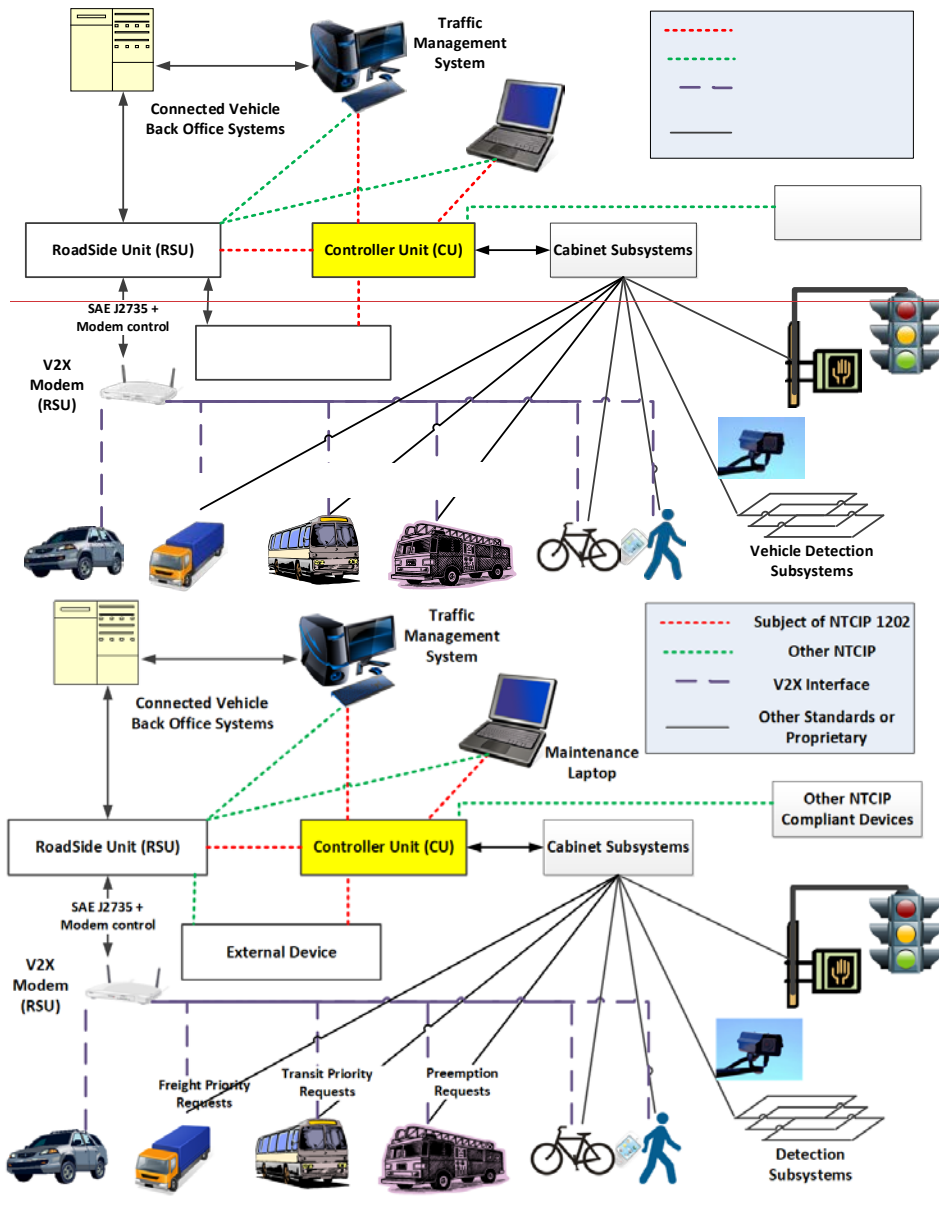 Traffic
Management
System
Connected Vehicle
Back Office Systems
RoadSide Unit (RSU)
Controller Unit (CU)
Cabinet Subsystems
SAE J2735 +
Modem control
V2X
Modem
(RSU)
Vehicle Detection
Subsystems
Traffic
Management
System
Subject of NTCIP 1202
Other NTCIP
V2X Interface
Other Standards or
Proprietary
Connected Vehicle
Back Office Systems
Maintenance
Laptop
Other NTCIP
Compliant Devices
RoadSide Unit (RSU)
Controller Unit (CU)
Cabinet Subsystems
SAE J2735 +
Modem control
External Device
V2X
Modem
(RSU)
Freight Priority
Requests
Transit Priority
Requests
Preemption
Requests
Detection
Subsystems